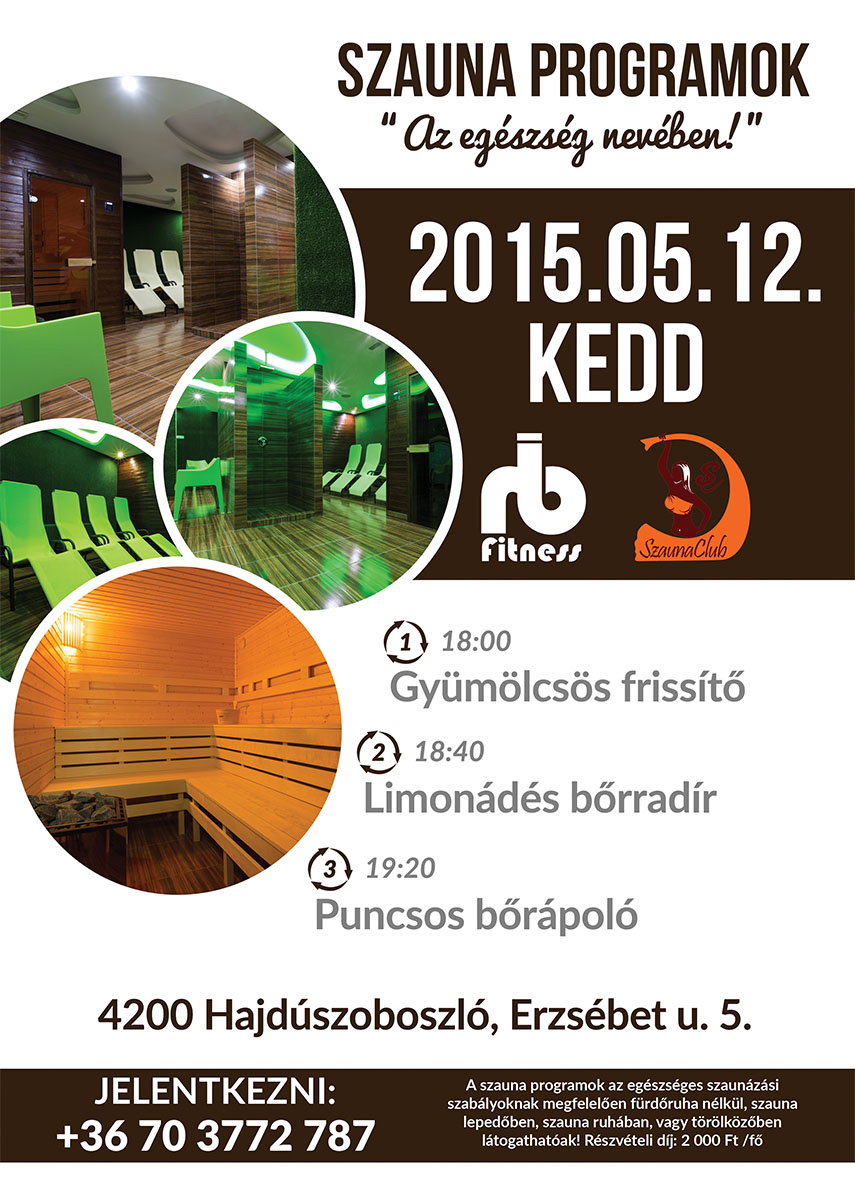 SZAUNA PROGRAMOK
“Az egészség nevében!”
2015.05.12.
KEDD
rb
Fitness
S
SzaunaClub
1 18:00
Gyümölcsös frissítő
2 18:40
Limonádés bőrradír
3 19:20
Puncsos bőrápoló
4200 Hajdúszoboszló, Erzsébet u. 5.
JELENTKEZNI:
+36 70 3772 787
A szauna programok az egészséges szaunázási
szabályoknak megfelelően fürdőruha nélkül, szauna
lepedőben, szauna ruhában, vagy törölközőben
látogathatóak! Részvételi díj: 2 000 Ft /fő